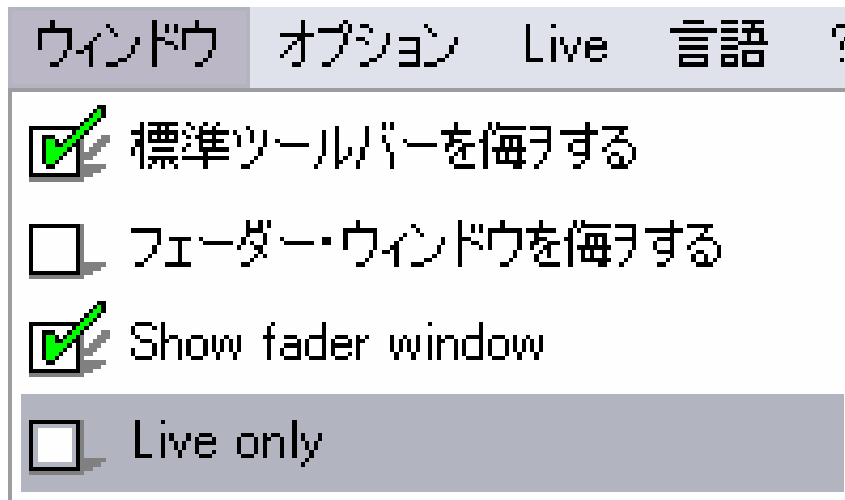 ウィンドウ オプション Live 言語 ?
標準ツールバーを侮ｦする
フェーダー・ウィンドウを侮ｦする
Show fader window
Live only